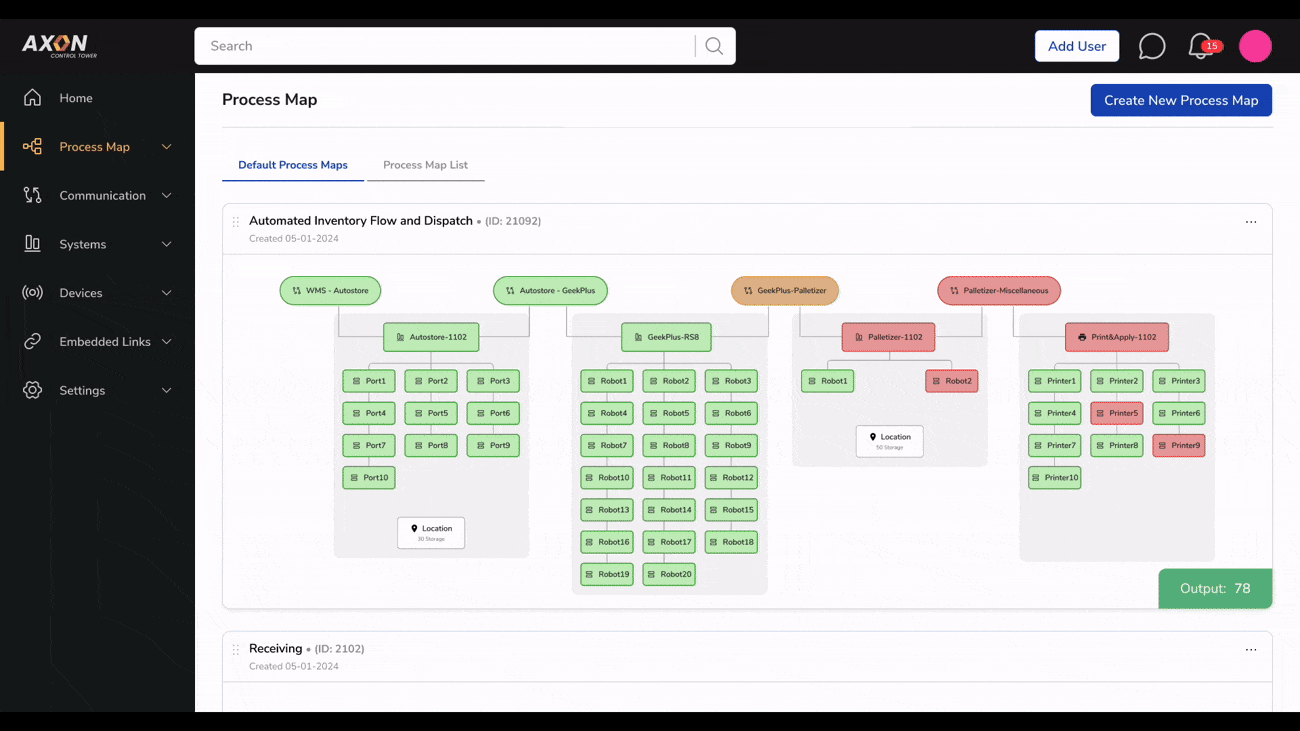 AXON
CONTROL TOWER
Search
Add User
15
Home
Process Map
Communication
Systems
Devices
Embedded Links
Settings
Process Map
Create New Process Map
Default Process Maps
Process Map List
Automated Inventory Flow and Dispatch • (ID: 21092)
...
Created 05-01-2024
WMS - Autostore
Autostore - GeekPlus
GeekPlus-Palletizer
Palletizer-Miscellaneous
Autostore-1102
Port1 Port2 Port3
Port4 Port5 Port6
Port7 Port8 Port9
Port10
Location
30 Storage
GeekPlus-RS8
Robot1 Robot2 Robot3
Robot4 Robot5 Robot6
Robot7 Robot8 Robot9
Robot10 Robot11 Robot12
Robot13 Robot14 Robot15
Robot16 Robot17 Robot18
Robot19 Robot20
Palletizer-1102
Robot1 Robot2
Location
50 Storage
Print&Apply-1102
Printer1 Printer2 Printer3
Printer4 Printer5 Printer6
Printer7 Printer8 Printer9
Printer10
Output: 78
Receiving • (ID: 2102)
...
Created 05-01-2024